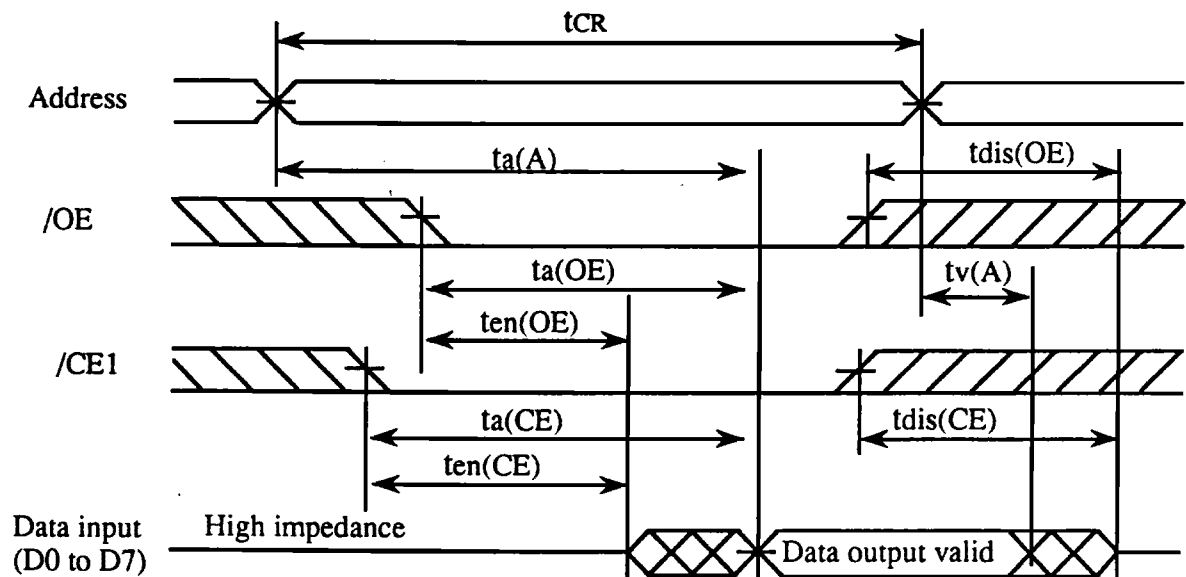 tCR
Address
ta(A)
tdis(OE)
/OE
ta(OE)
tv(A)
ten(OE)
/CE1
ta(CE)
tdis(CE)
ten(CE)
Data input
(D0 to D7)
High impedance
Data output valid